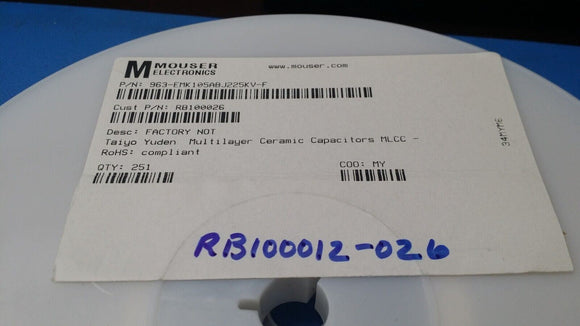 M MOUSER
ELECTRONICS
www.mouser.com
P/N: 963-EMK105ABJ225KV-F
Cust P/N: RB100026
Desc: FACTORY NOT
Taiyo Yuden Multilayer Ceramic Capacitors MLCC -
RoHS: compliant
QTY: 251
COO: MY
RB100012-026